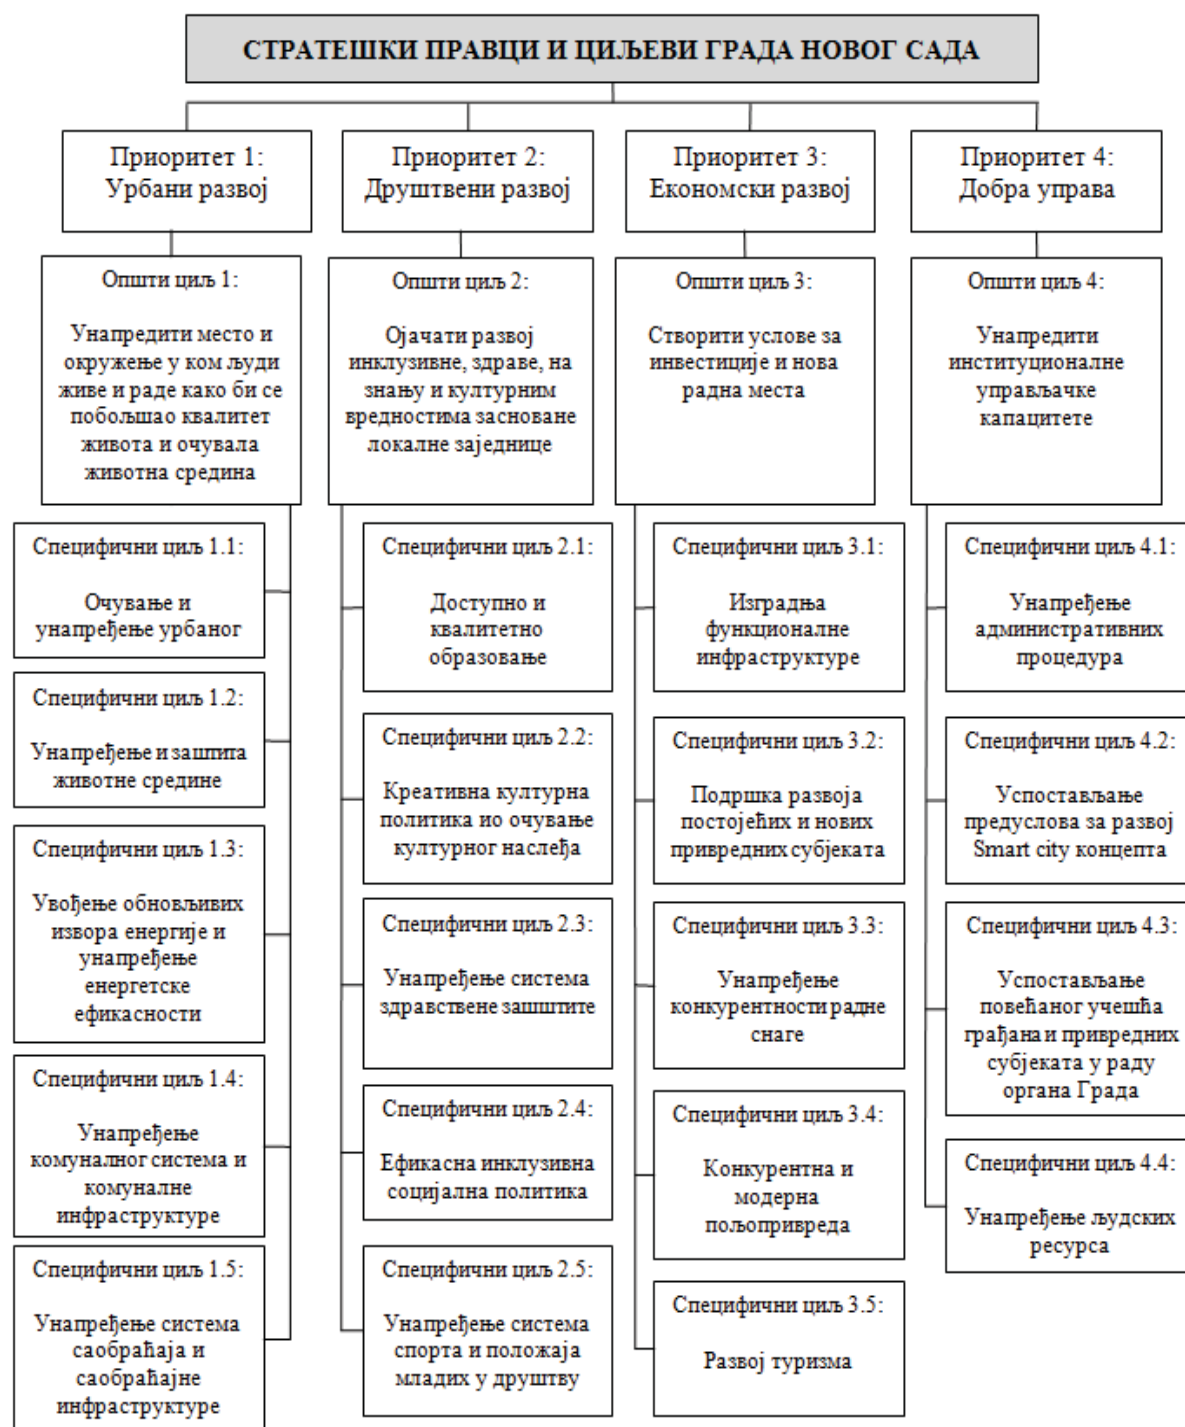 СТРАТЕШКИ ПРАВЦИ И ЦИЉЕВИ ГРАДА НОВОГ САДА
Приоритет 1:
Урбани развој
Општи циљ 1:
Унапредити место и
окружење у ком људи
живе и раде како би се
побољшао квалитет
живота и очувала
животна средина
Специфични циљ 1.1:
Очување и
унапређење урбаног
Специфични циљ 1.2:
Унапређење и заштита
животне средине
Специфични циљ 1.3:
Увођење обновљивих
извора енергије и
унапређење
енергетске
ефикасности
Специфични циљ 1.4:
Унапређење
комуналног система и
комуналне
инфраструктуре
Специфични циљ 1.5:
Унапређење система
саобраћаја и
саобраћајне
инфраструктуре
Приоритет 2:
Друштвени развој
Општи циљ 2:
Ојачати развој
инклузивне, здраве, на
знању и културним
вредностима засноване
локалне заједнице
Специфични циљ 2.1:
Доступно и
квалитетно
образовање
Специфични циљ 2.2:
Креативна културна
политика ио очување
културног наслеђа
Специфични циљ 2.3:
Унапређење система
здравствене зашштите
Специфични циљ 2.4:
Ефикасна инклузивна
социјална политика
Специфични циљ 2.5:
Унапређење система
спорта и положаја
младих у друштву
Приоритет 3:
Економски развој
Општи циљ 3:
Створити услове за
инвестиције и нова
радна места
Специфични циљ 3.1:
Изградња
функционалне
инфраструктуре
Специфични циљ 3.2:
Подршка развоја
постојећих и нових
привредних субјеката
Специфични циљ 3.3:
Унапређење
конкурентности радне
снаге
Специфични циљ 3.4:
Конкурентна и
модерна
пољопривреда
Специфични циљ 3.5:
Развој туризма
Приоритет 4:
Добра управа
Општи циљ 4:
Унапредити
институционалне
управљачке
капацитете
Специфични циљ 4.1:
Унапређење
административних
процедура
Специфични циљ 4.2:
Успостављање
предуслова за развој
Smart city концепта
Специфични циљ 4.3:
Успостављање
повећаног учешћа
грађана и привредних
субјеката у раду
органа Града
Специфични циљ 4.4:
Унапређење људских
ресурса